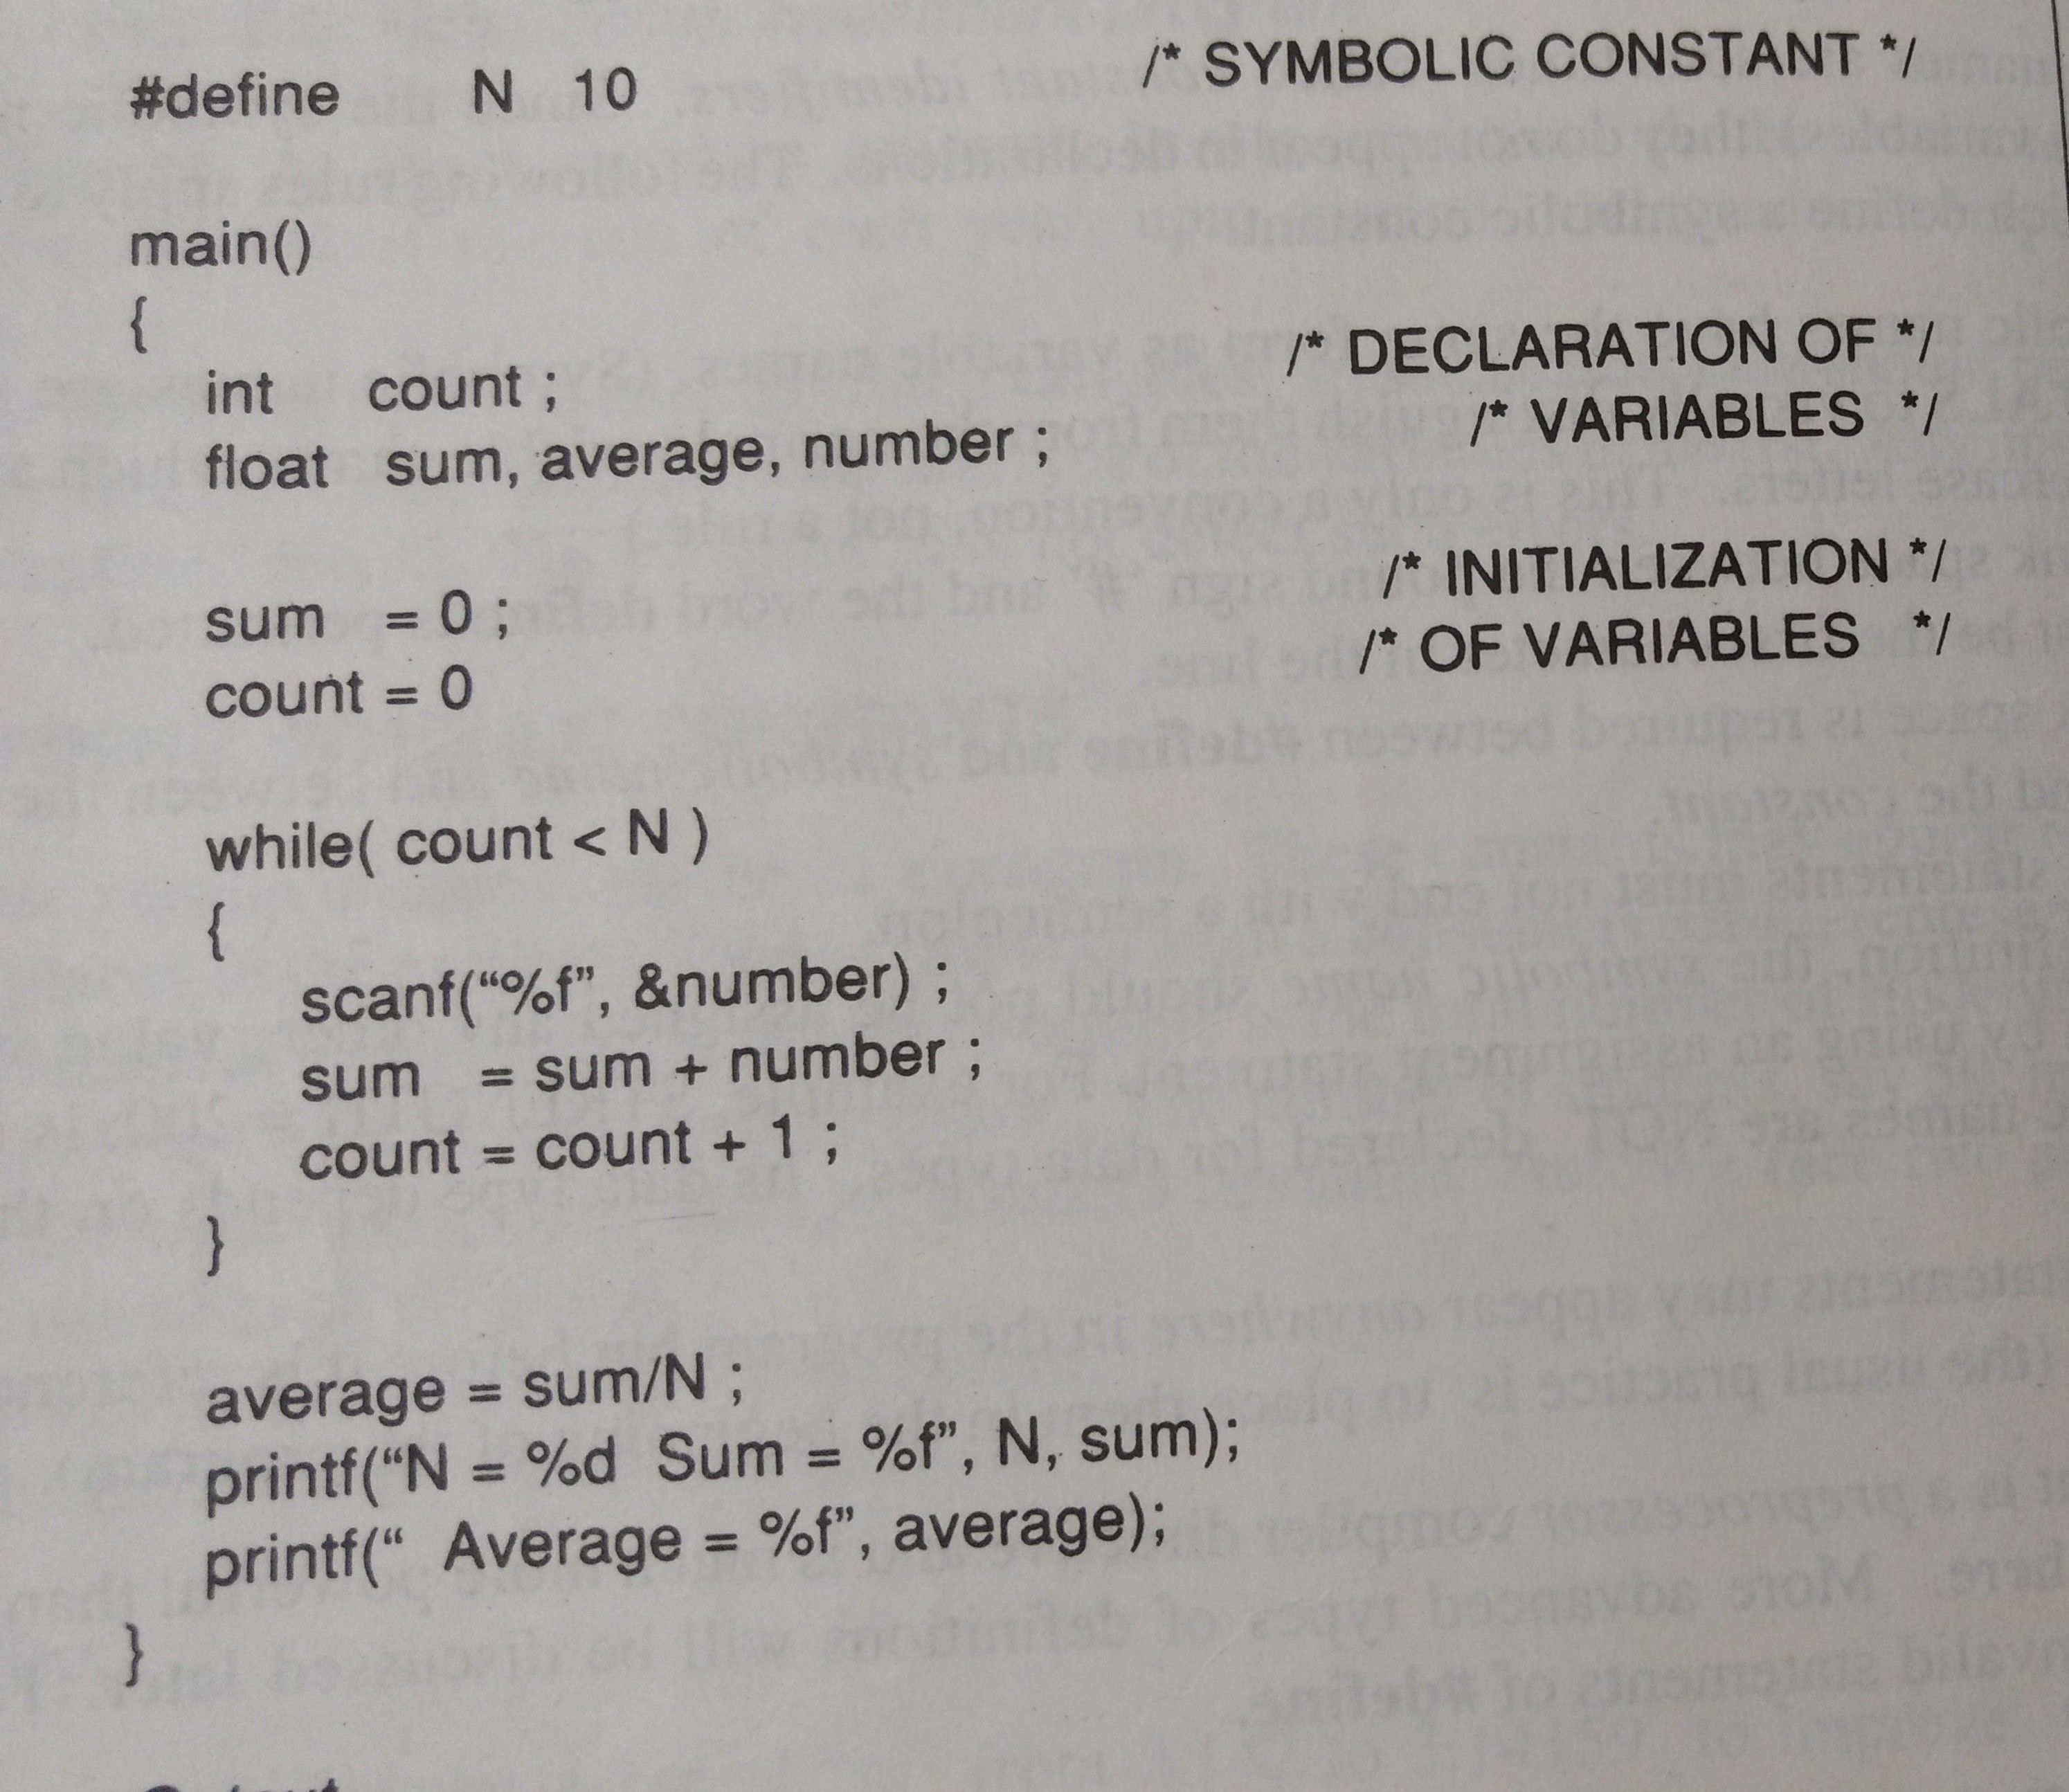 #define N 10 /* SYMBOLIC CONSTANT */
main()
{
int count ; /* DECLARATION OF */
float sum, average, number ; /* VARIABLES */
sum = 0 ; /* INITIALIZATION */
count = 0 /* OF VARIABLES */
while( count < N )
{
scanf(“%f”, &number) ;
sum = sum + number ;
count = count + 1 ;
}
average = sum/N ;
printf(“N = %d Sum = %f”, N, sum);
printf(“ Average = %f”, average);
}